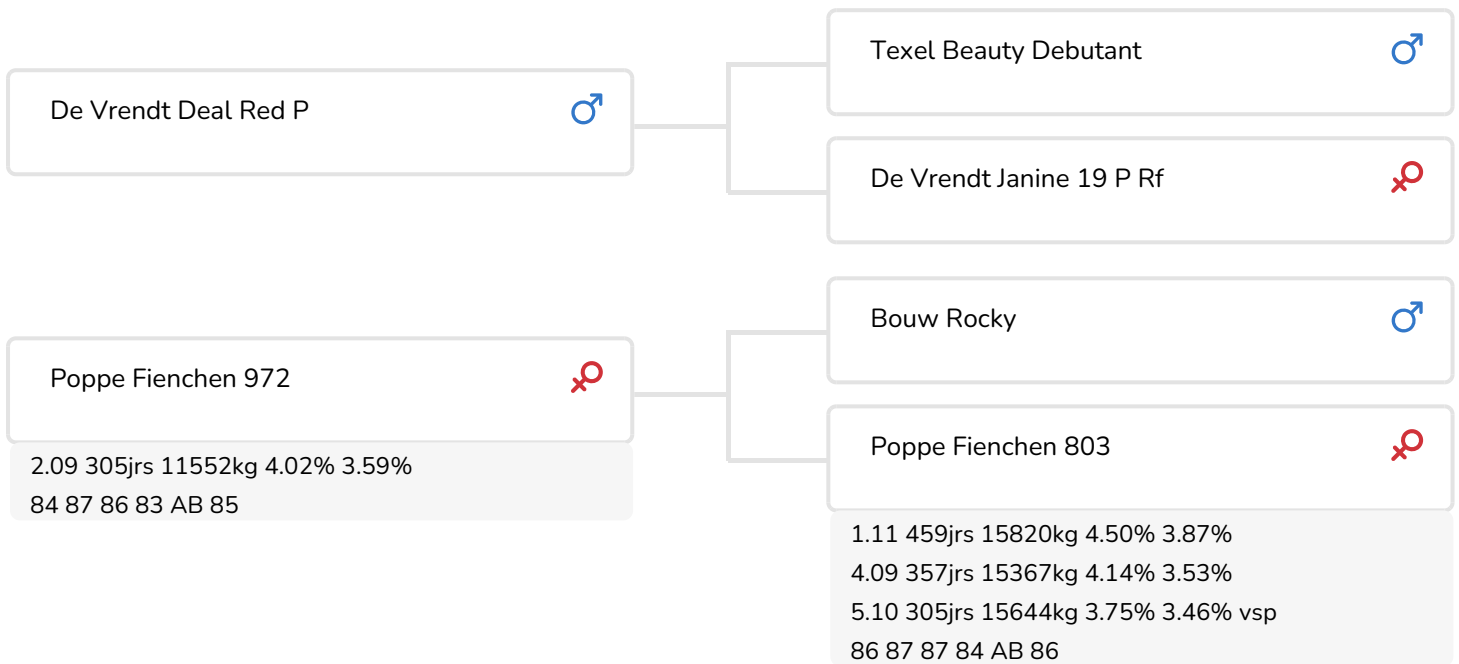 De Vrendt Deal Red P
Texel Beauty Debutant
De Vrendt Janine 19 P Rf
Poppe Fienchen 972
2.09 305jrs 11552kg 4.02% 3.59%
84 87 86 83 AB 85
Bouw Rocky
Poppe Fienchen 803
1.11 459jrs 15820kg 4.50% 3.87%
4.09 357jrs 15367kg 4.14% 3.53%
5.10 305jrs 15644kg 3.75% 3.46% vsp
86 87 87 84 AB 86